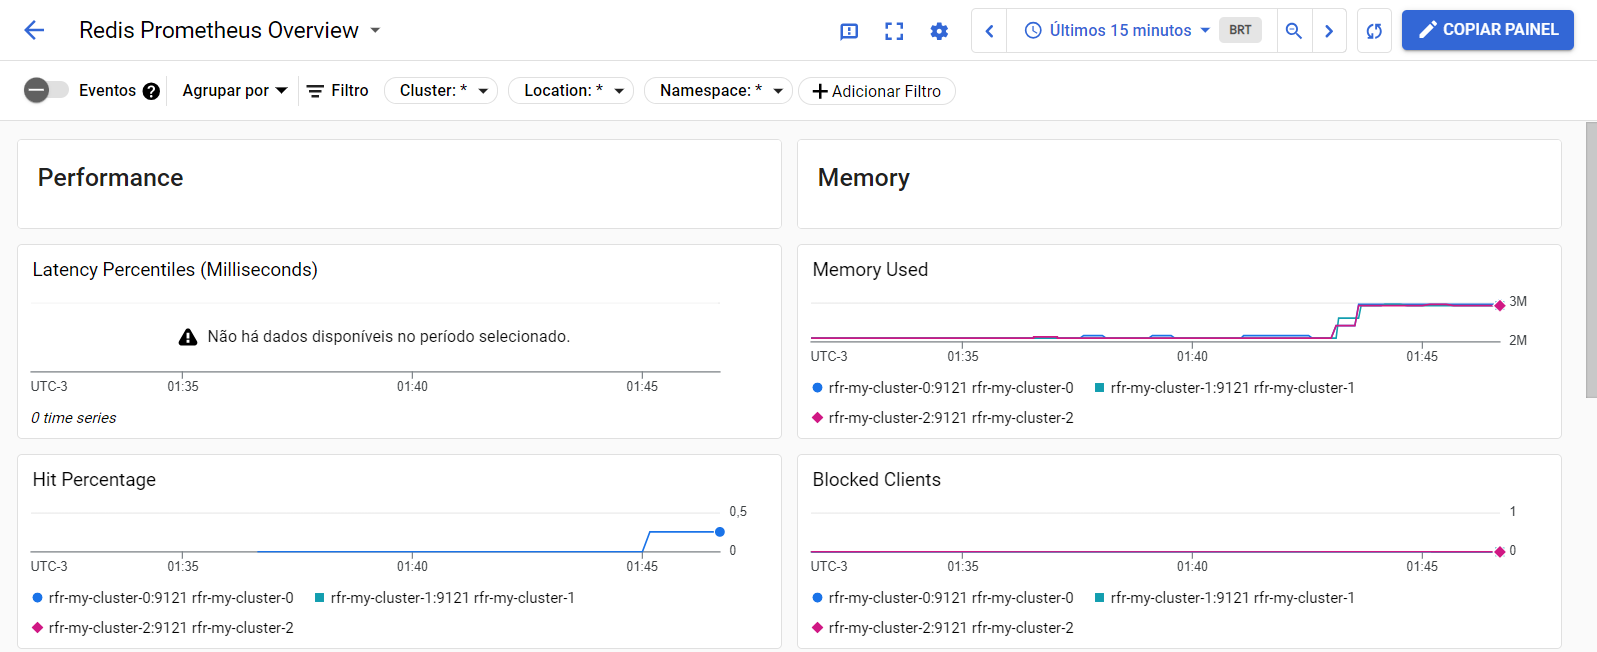 Redis Prometheus Overview
Últimos 15 minutos BRT
COPIAR PAINEL
Eventos
Agrupar por
Filtro
Cluster: *
Location: *
Namespace: *
Adicionar Filtro
Performance
Memory
Latency Percentiles (Milliseconds)
Não há dados disponíveis no período selecionado.
UTC-3 01:35 01:40 01:45
0 time series
Memory Used
3M
2M
UTC-3 01:35 01:40 01:45
rfr-my-cluster-0:9121 rfr-my-cluster-0 rfr-my-cluster-1:9121 rfr-my-cluster-1
rfr-my-cluster-2:9121 rfr-my-cluster-2
Hit Percentage
0,5
0
UTC-3 01:35 01:40 01:45
rfr-my-cluster-0:9121 rfr-my-cluster-0 rfr-my-cluster-1:9121 rfr-my-cluster-1
rfr-my-cluster-2:9121 rfr-my-cluster-2
Blocked Clients
1
0
UTC-3 01:35 01:40 01:45
rfr-my-cluster-0:9121 rfr-my-cluster-0 rfr-my-cluster-1:9121 rfr-my-cluster-1
rfr-my-cluster-2:9121 rfr-my-cluster-2